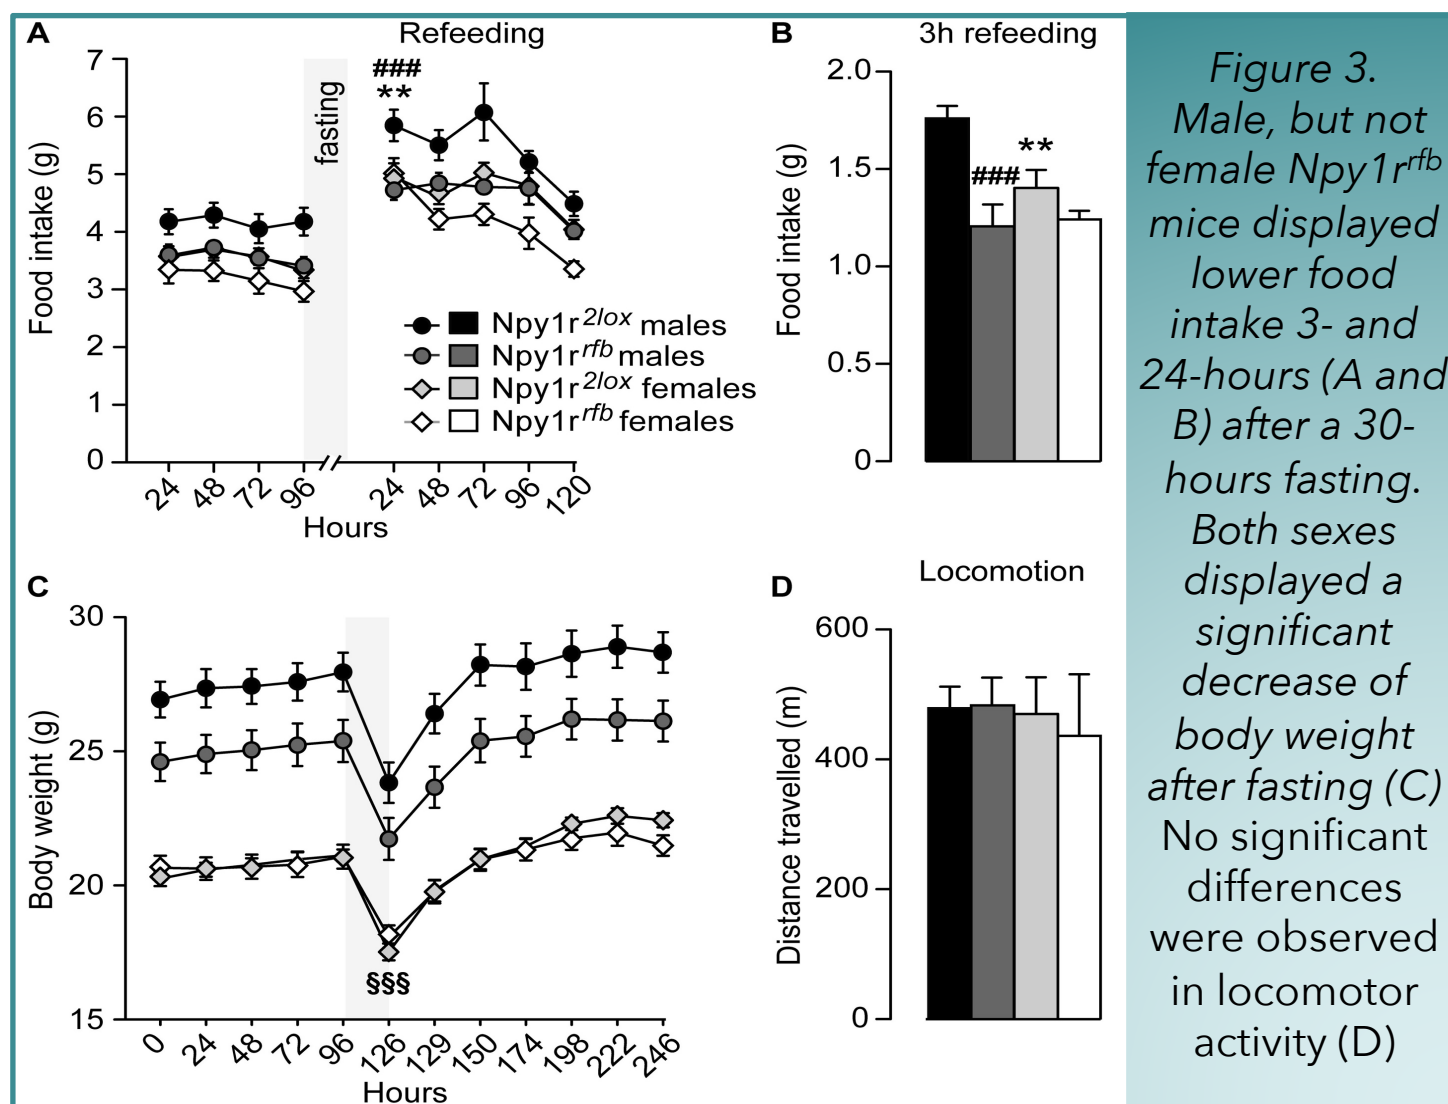 A
Refeeding
7
6
5
4
3
2
1
0
Food intake (g)
fasting
###
**
24
48
72
96
24
48
72
96
120
Hours
Npy1r2lox males
Npy1rrfb males
Npy1r2lox females
Npy1rrfb females
B
3h refeeding
2.0
1.5
1.0
0.5
0
Food intake (g)
###
**
C
30
25
20
15
Body weight (g)
§§§
0
24
48
72
96
126
129
150
174
198
222
246
Hours
D
Locomotion
600
400
200
0
Distance travelled (m)
Figure 3.
Male, but not
female Npy1rrfb
mice displayed
lower food
intake 3- and
24-hours (A and
B) after a 30-
hours fasting.
Both sexes
displayed a
significant
decrease of
body weight
after fasting (C)
No significant
differences
were observed
in locomotor
activity (D)